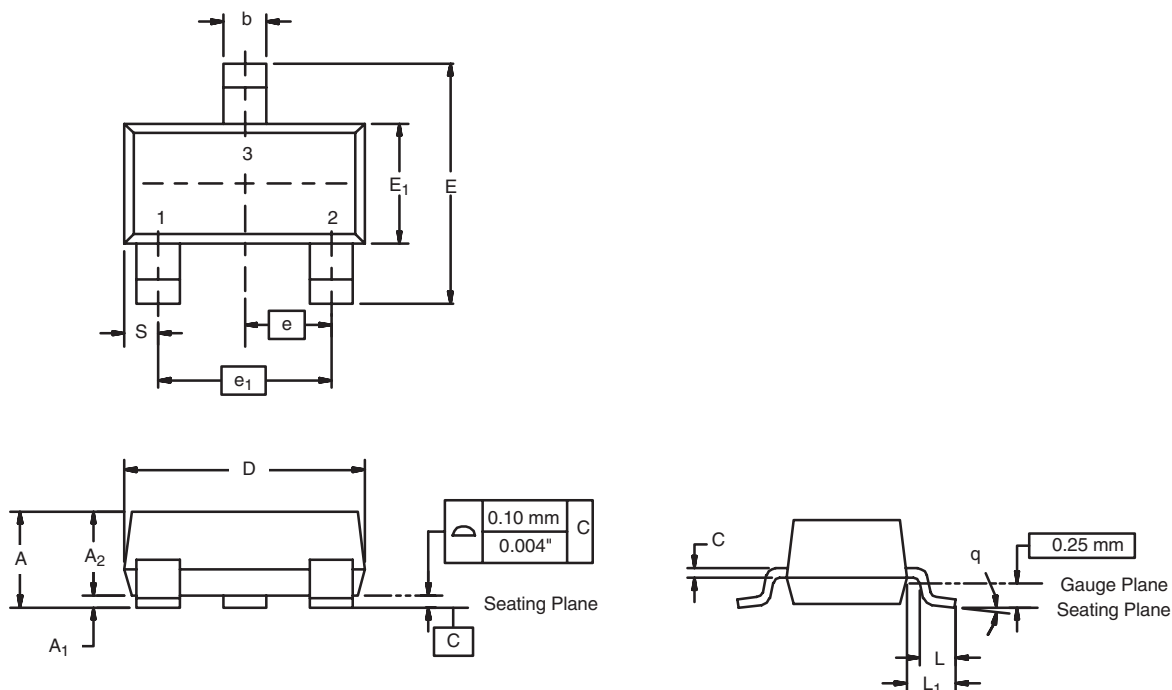 b
3
E₁
E
1
2
S
e
e₁
D
A
A₂
0.10 mm
C
0.004"
Seating Plane
A₁
C
C
q
0.25 mm
Gauge Plane
Seating Plane
L
L₁